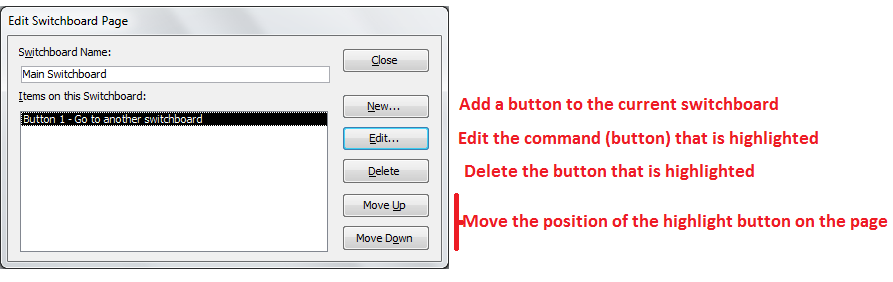 Edit Switchboard Page
Switchboard Name:
Close
Main Switchboard
Items on this Switchboard:
New...
Add a button to the current switchboard
Button 1 - Go to another switchboard
Edit...
Edit the command (button) that is highlighted
Delete
Delete the button that is highlighted
Move Up
Move the position of the highlight button on the page
Move Down